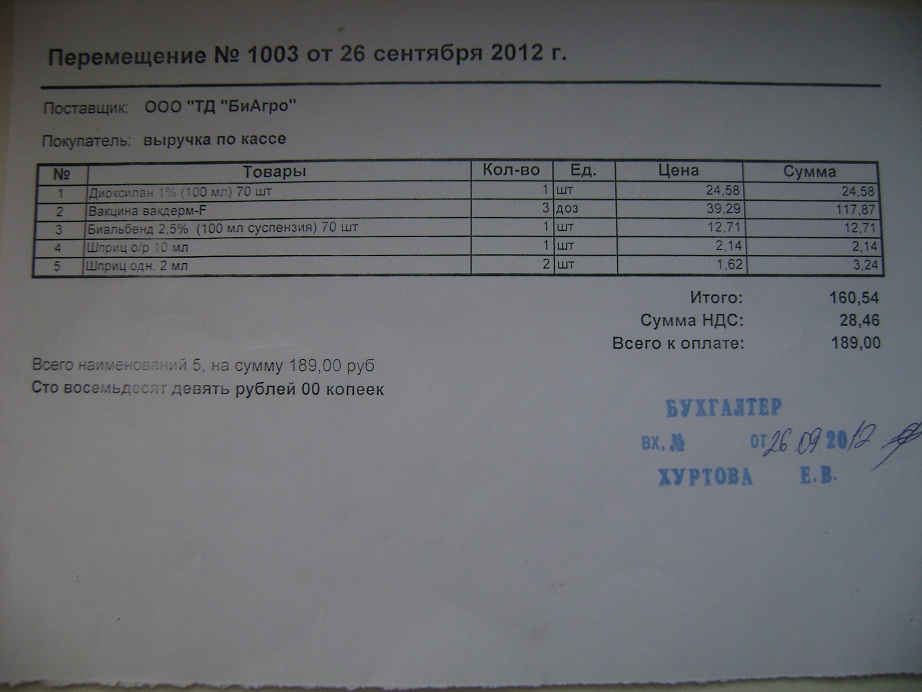 Перемещение № 1003 от 26 сентября 2012 г.
Поставщик: ООО "ТД "БиАгро"
Покупатель: выручка по кассе
№ Товары Кол-во Ед. Цена Сумма
1 Диоксилан 1% (100 мл) 70 шт 1 шт 24,58 24,58
2 Вакцина вакдерм-F 3 доз 39,29 117,87
3 Биальбенд 2,5% (100 мл суспензия) 70 шт 1 шт 12,71 12,71
4 Шприц о/р 10 мл 1 шт 2,14 2,14
5 Шприц одн. 2 мл 2 шт 1,62 3,24
Итого: 160,54
Сумма НДС: 28,46
Всего к оплате: 189,00
Всего наименований 5, на сумму 189,00 руб
Сто восемьдесят девять рублей 00 копеек
БУХГАЛТЕР
ВХ. № ОТ 26.09 2012
ХУРТОВА Е.В.